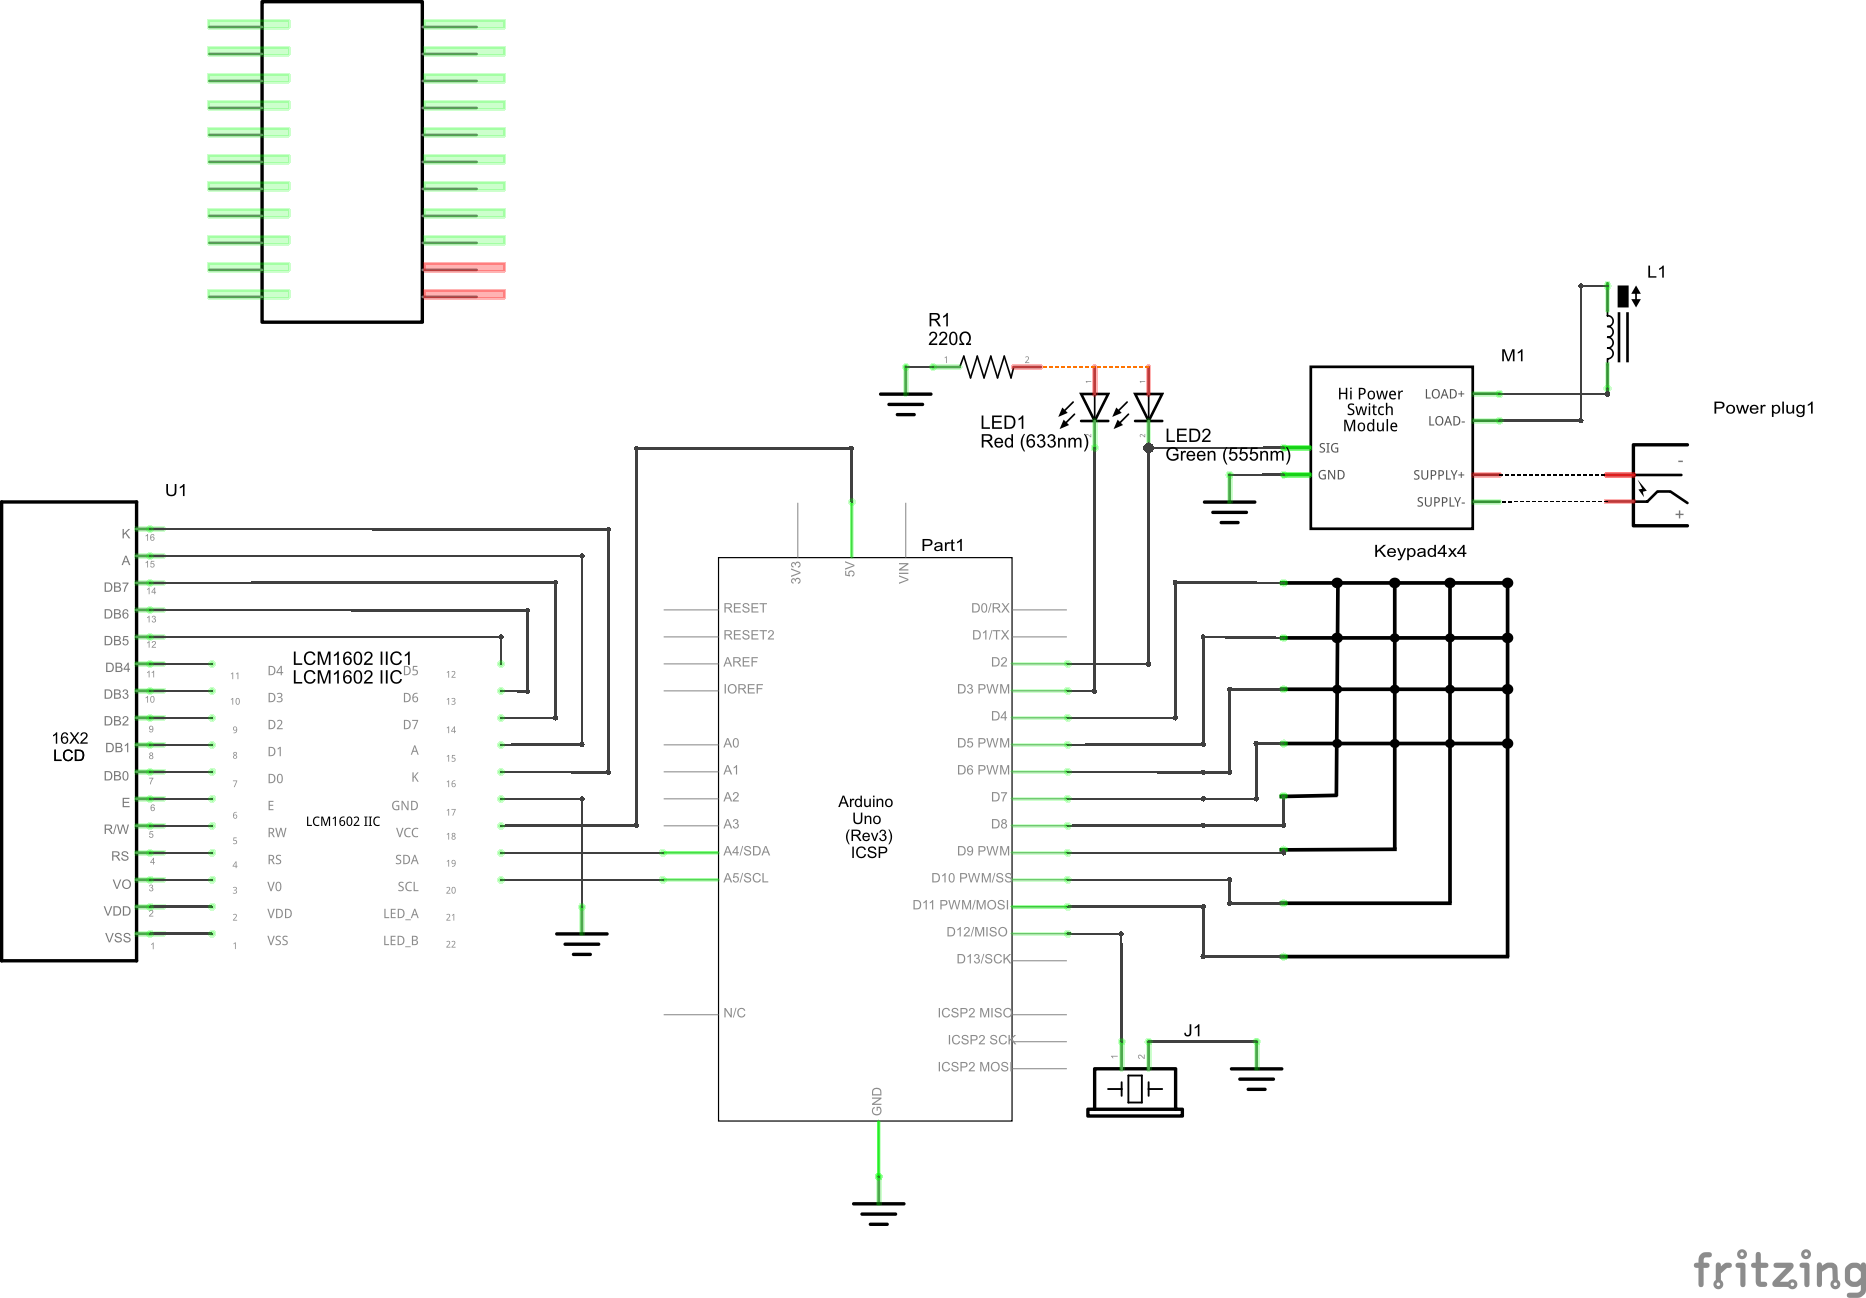 L1
R1
220Ω
M1
1
2
Hi Power
Switch
Module
LOAD+
LOAD-
SIG
GND
SUPPLY+
SUPPLY-
Power plug1
-
+
1
1
2
2
LED1
Red (633nm)
LED2
Green (555nm)
U1
K
16
A
15
DB7
14
DB6
13
DB5
12
DB4
11
DB3
10
DB2
9
DB1
8
DB0
7
E
6
R/W
5
RS
4
VO
3
VDD
2
VSS
1
16X2
LCD
LCM1602 IIC1
LCM1602 IIC
11
D4
D5
12
10
D3
D6
13
9
D2
D7
14
8
D1
A
15
7
D0
K
16
6
E
GND
17
5
RW
VCC
18
4
RS
SDA
19
3
V0
SCL
20
2
VDD
LED_A
21
1
VSS
LED_B
22
LCM1602 IIC
Part1
3V3
5V
VIN
RESET
RESET2
AREF
IOREF
A0
A1
A2
A3
A4/SDA
A5/SCL
N/C
Arduino
Uno
(Rev3)
ICSP
D0/RX
D1/TX
D2
D3 PWM
D4
D5 PWM
D6 PWM
D7
D8
D9 PWM
D10 PWM/SS
D11 PWM/MOSI
D12/MISO
D13/SCK
ICSP2 MISO
ICSP2 SCK
ICSP2 MOSI
GND
Keypad4x4
J1
1
2
fritzing